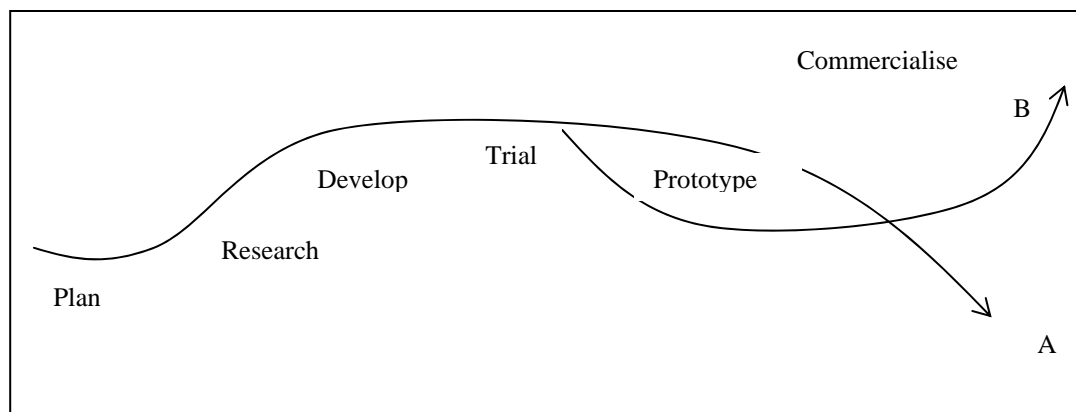 Commercialise
B
Trial
Develop
Prototype
Research
Plan
A